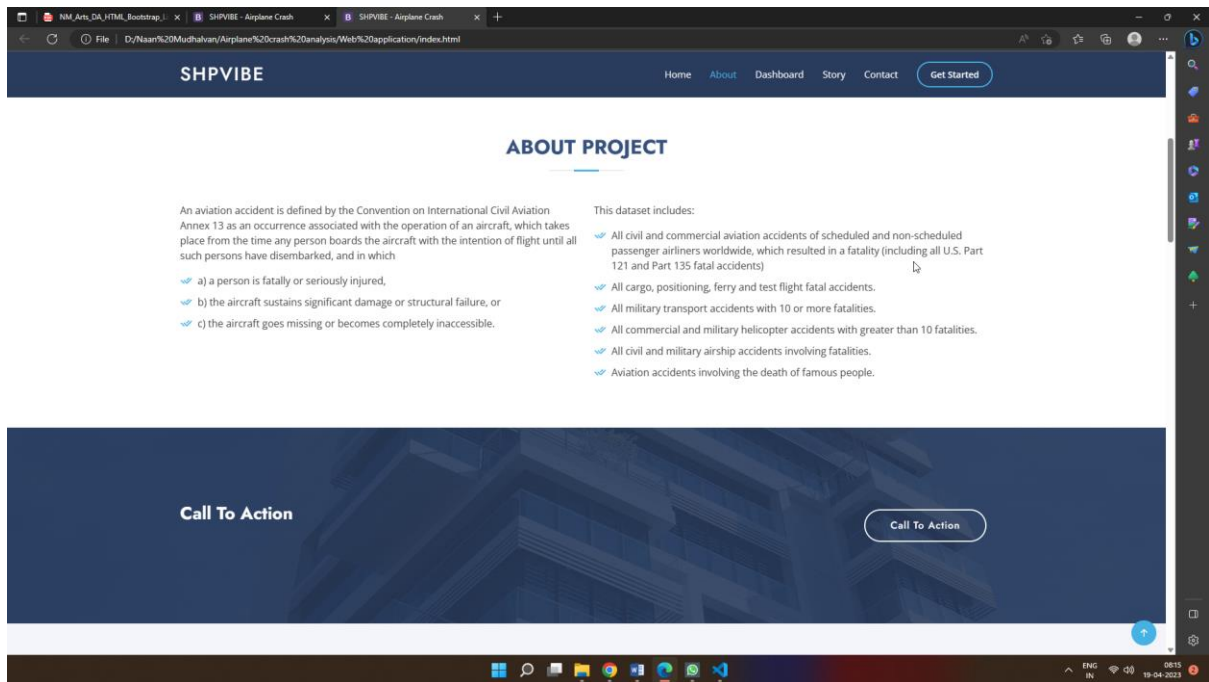 NM_Arts_DA_HTML_Bootstrap_L
SHPVIBE - Airplane Crash
SHPVIBE - Airplane Crash
File
D:/Naan%20Mudhalvan/Airplane%20crash%20analysis/Web%20application/index.html
SHPVIBE
Home About Dashboard Story Contact Get Started
ABOUT PROJECT
An aviation accident is defined by the Convention on International Civil Aviation
Annex 13 as an occurrence associated with the operation of an aircraft, which takes
place from the time any person boards the aircraft with the intention of flight until all
such persons have disembarked, and in which
a) a person is fatally or seriously injured,
b) the aircraft sustains significant damage or structural failure, or
c) the aircraft goes missing or becomes completely inaccessible.
This dataset includes:
All civil and commercial aviation accidents of scheduled and non-scheduled
passenger airliners worldwide, which resulted in a fatality (including all U.S. Part
121 and Part 135 fatal accidents)
All cargo, positioning, ferry and test flight fatal accidents.
All military transport accidents with 10 or more fatalities.
All commercial and military helicopter accidents with greater than 10 fatalities.
All civil and military airship accidents involving fatalities.
Aviation accidents involving the death of famous people.
Call To Action
Call To Action
ENG
IN
08:15
19-04-2023
2